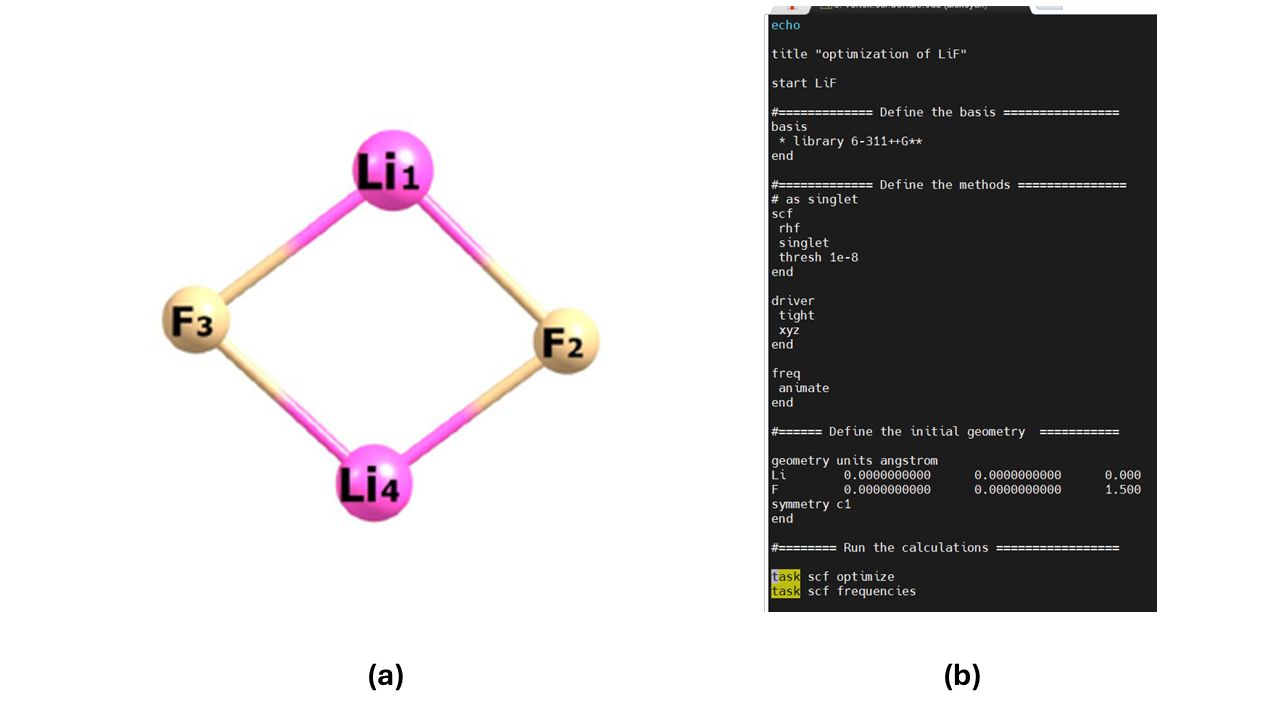 Li1
F3
F2
Li4
(a)
echo
title "optimization of LiF"
start LiF
#============= Define the basis ================
basis
* library 6-311++G**
end
#============= Define the methods ===============
# as singlet
scf
rhf
singlet
thresh 1e-8
end
driver
tight
xyz
end
freq
animate
end
#====== Define the initial geometry ===========
geometry units angstrom
Li 0.0000000000 0.0000000000 0.000
F 0.0000000000 0.0000000000 1.500
symmetry c1
end
#======== Run the calculations =================
task scf optimize
task scf frequencies
(b)